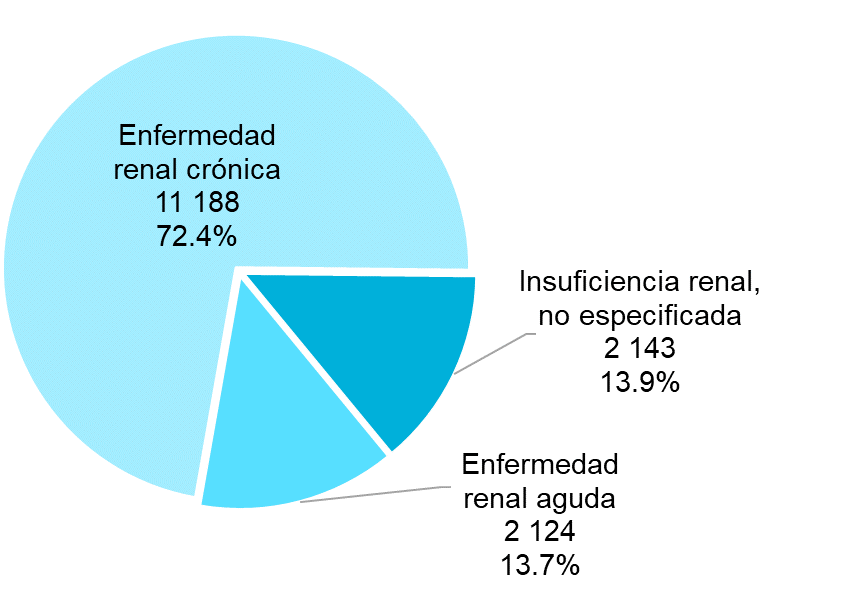 Enfermedad
renal crónica
11 188
72.4%
Insuficiencia renal,
no especificada
2 143
13.9%
Enfermedad
renal aguda
2 124
13.7%